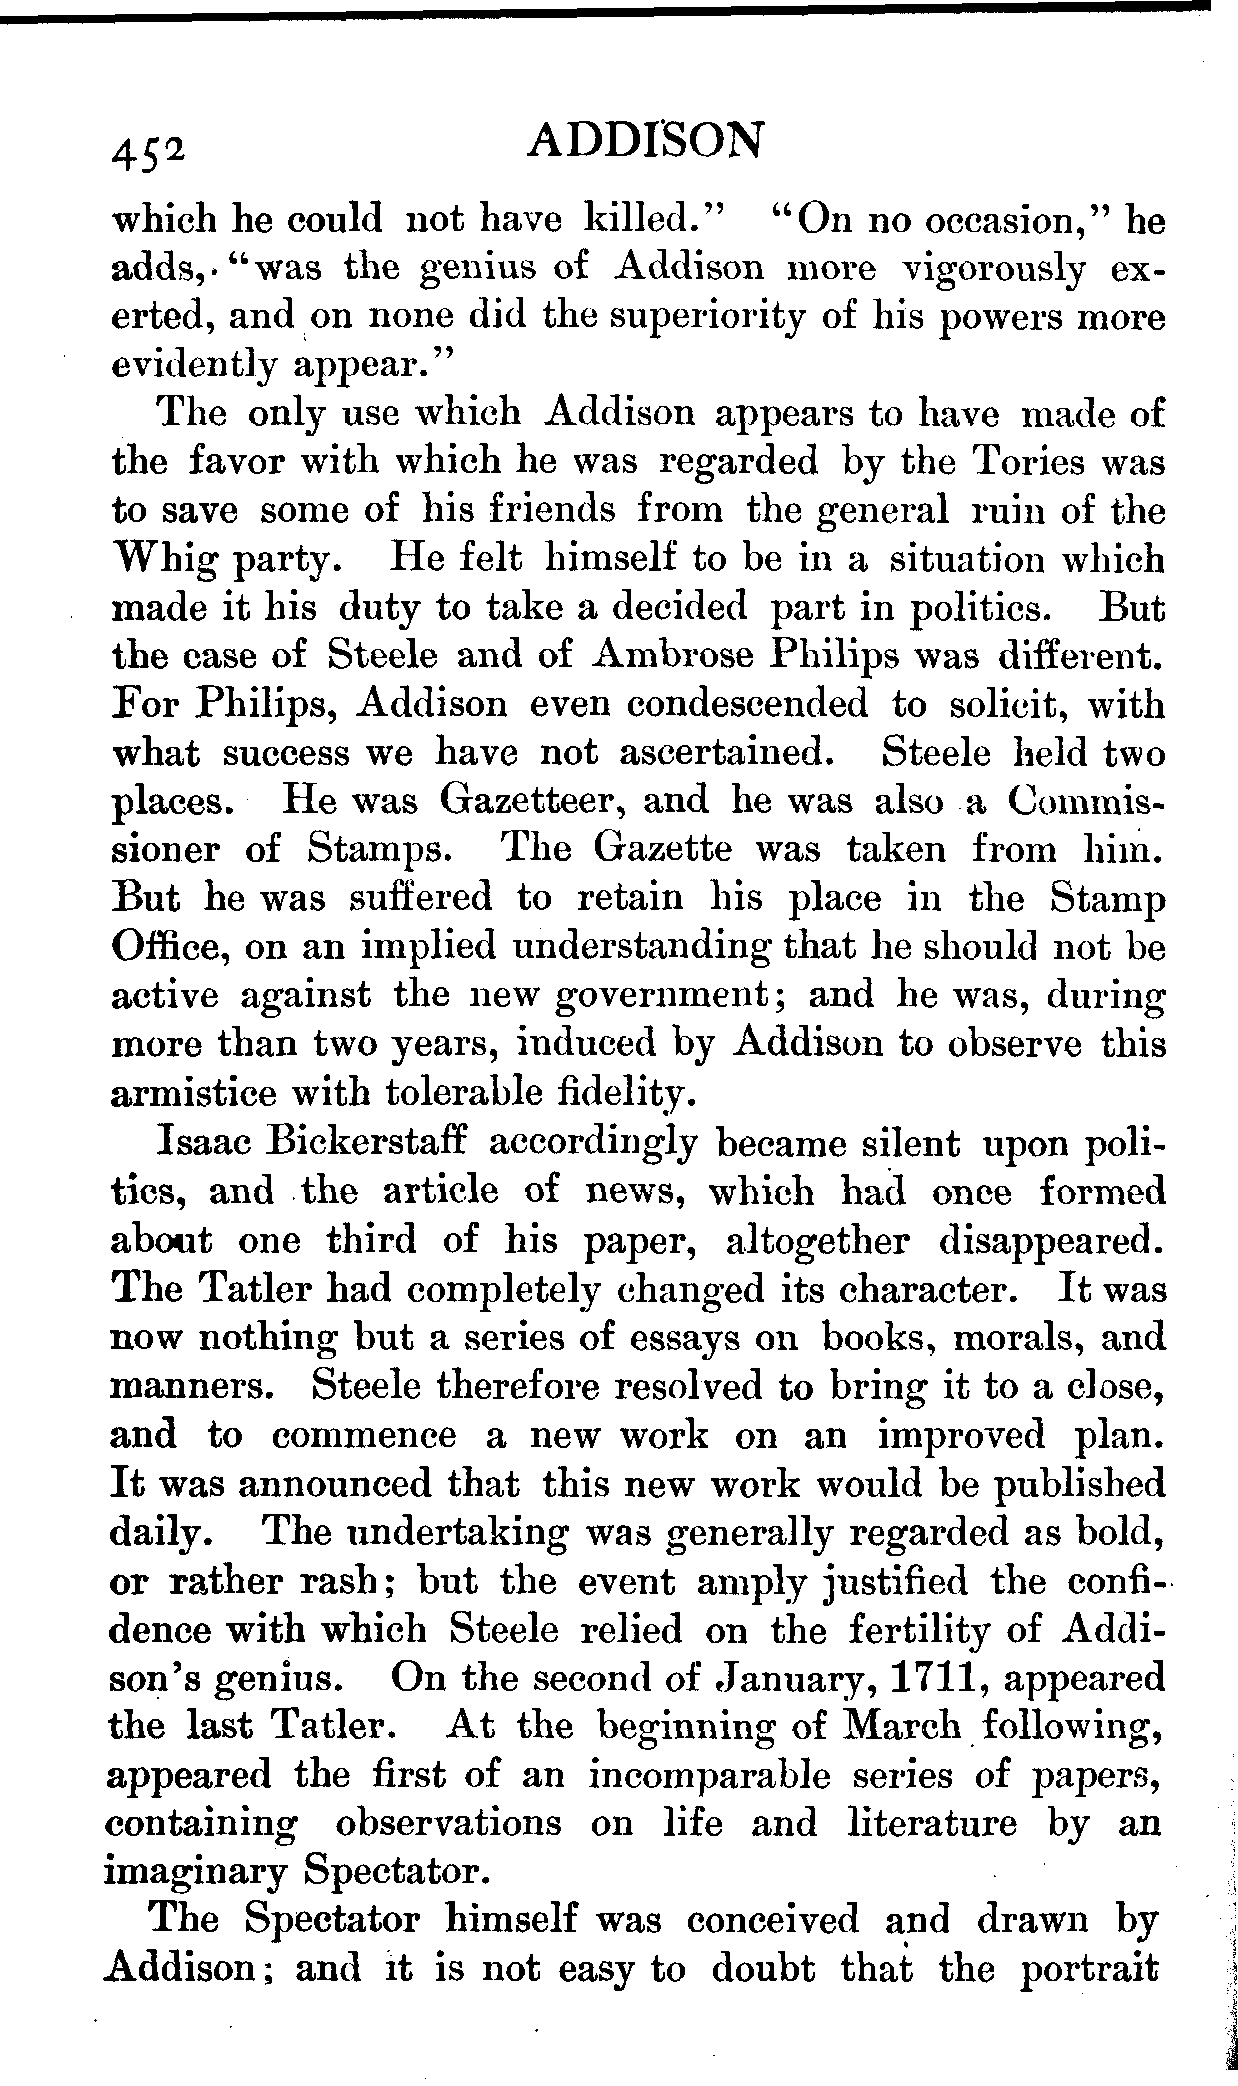 452 ADDISON
which he could not have killed." "On no occasion," he
adds, "was the genius of Addison more vigorously ex-
erted, and on none did the superiority of his powers more
evidently appear."
The only use which Addison appears to have made of
the favor with which he was regarded by the Tories was
to save some of his friends from the general ruin of the
Whig party. He felt himself to be in a situation which
made it his duty to take a decided part in politics. But
the case of Steele and of Ambrose Philips was different.
For Philips, Addison even condescended to solicit, with
what success we have not ascertained. Steele held two
places. He was Gazetteer, and he was also a Commis-
sioner of Stamps. The Gazette was taken from him.
But he was suffered to retain his place in the Stamp
Office, on an implied understanding that he should not be
active against the new government; and he was, during
more than two years, induced by Addison to observe this
armistice with tolerable fidelity.
Isaac Bickerstaff accordingly became silent upon poli-
tics, and the article of news, which had once formed
about one third of his paper, altogether disappeared.
The Tatler had completely changed its character. It was
now nothing but a series of essays on books, morals, and
manners. Steele therefore resolved to bring it to a close,
and to commence a new work on an improved plan.
It was announced that this new work would be published
daily. The undertaking was generally regarded as bold,
or rather rash; but the event amply justified the confi-
dence with which Steele relied on the fertility of Addi-
son's genius. On the second of January, 1711, appeared
the last Tatler. At the beginning of March following,
appeared the first of an incomparable series of papers,
containing observations on life and literature by an
imaginary Spectator.
The Spectator himself was conceived and drawn by
Addison; and it is not easy to doubt that the portrait